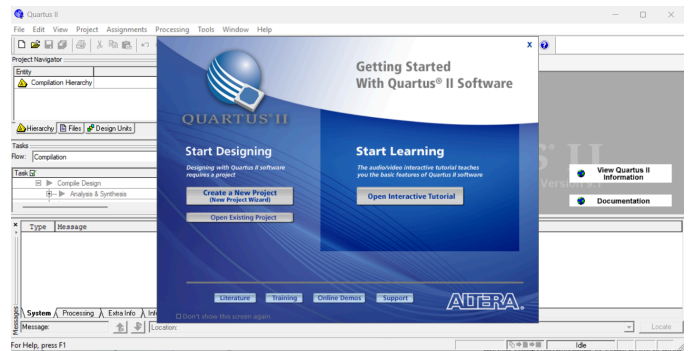 Quartus II
File Edit View Project Assignments Processing Tools Window Help
Project Navigator
Entity
Compilation Hierarchy
Hierarchy Files Design Units
Tasks
Flow: Compilation
Task
Compile Design
Analysis & Synthesis
x
Getting Started
With Quartus® II Software
QUARTUS® II
Start Designing
Designing with Quartus II software
requires a project
Create a New Project
(New Project Wizard)
Open Existing Project
Start Learning
The audio/video interactive tutorial teaches
you the basic features of Quartus II software
Open Interactive Tutorial
Literature Training Online Demos Support
ALTERA.
Don't show this screen again
View Quartus II
Information
Version 9.1
Documentation
Type Message
System Processing Extra Info Inf
Messages
Message: Location: Locate
For Help, press F1
Idle